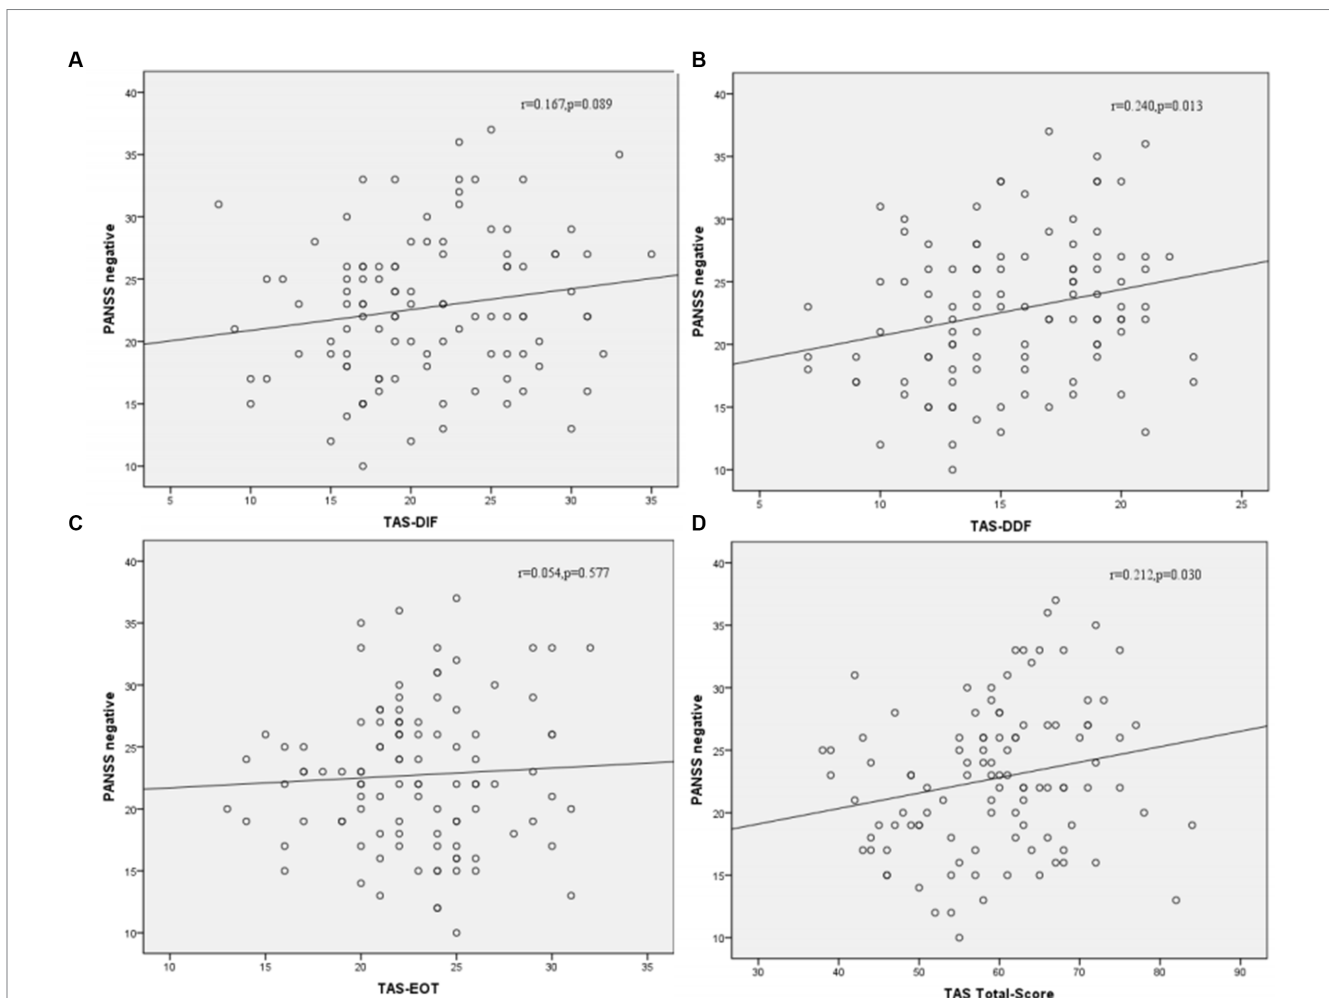 A
r=0.167,p=0.089
40
35
30
25
20
15
10
PANSS negative
5 10 15 20 25 30 35
TAS-DIF
B
r=0.240,p=0.013
40
35
30
25
20
15
10
PANSS negative
5 10 15 20 25
TAS-DDF
C
r=0.054,p=0.577
40
35
30
25
20
15
10
PANSS negative
10 15 20 25 30 35
TAS-EOT
D
r=0.212,p=0.030
40
35
30
25
20
15
10
PANSS negative
30 40 50 60 70 80 90
TAS Total-Score